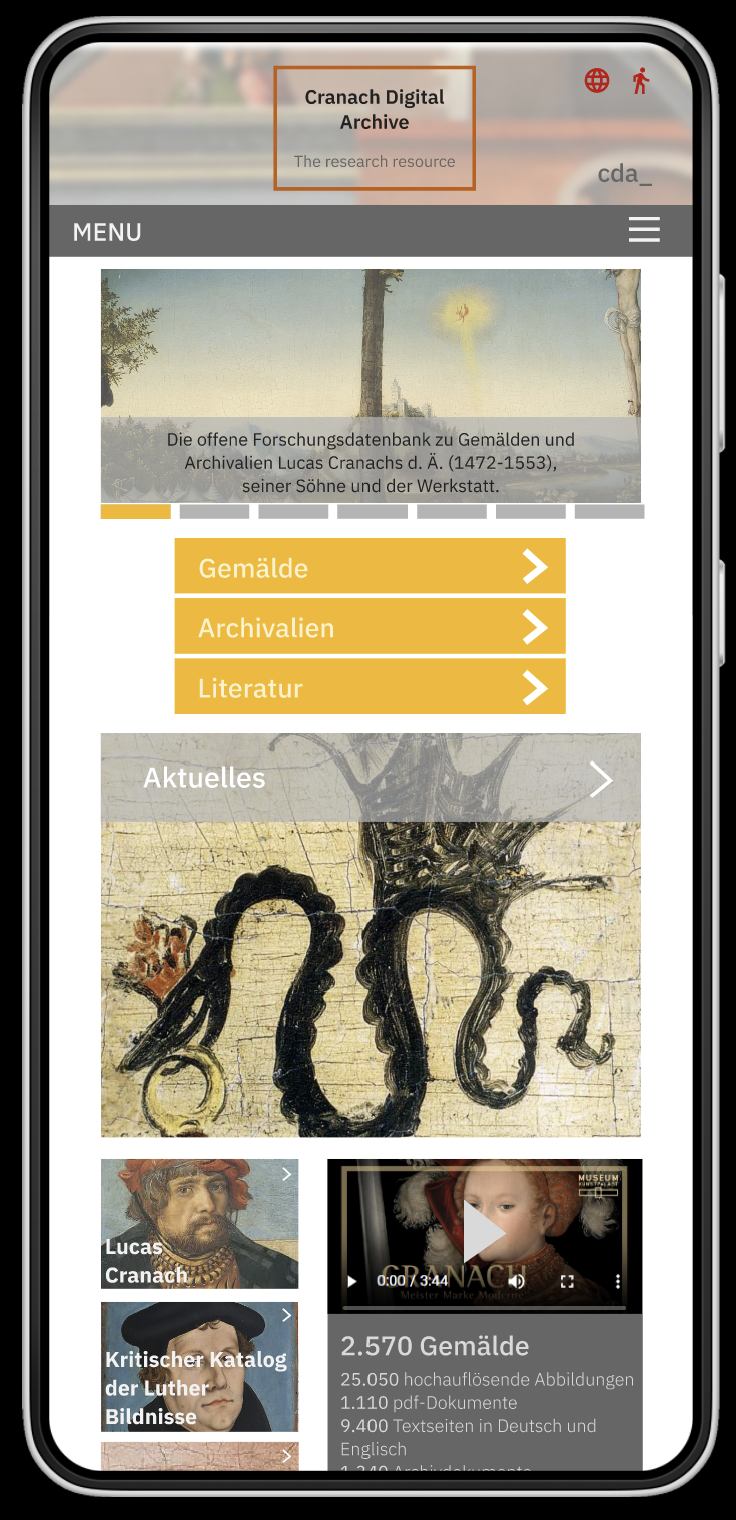 Cranach Digital
Archive
The research resource
cda_
MENU
Die offene Forschungsdatenbank zu Gemälden und
Archivalien Lucas Cranachs d. Ä. (1472-1553),
seiner Söhne und der Werkstatt.
Gemälde
Archivalien
Literatur
Aktuelles
Lucas
Cranach
Kritischer Katalog
der Luther
Bildnisse
MUSEUM
KUNSTPALAST
0:00 / 3:44
CRANACH
Meister Marke Moderne
2.570 Gemälde
25.050 hochauflösende Abbildungen
1.110 pdf-Dokumente
9.400 Textseiten in Deutsch und
Englisch
1.240 Archivdokumente